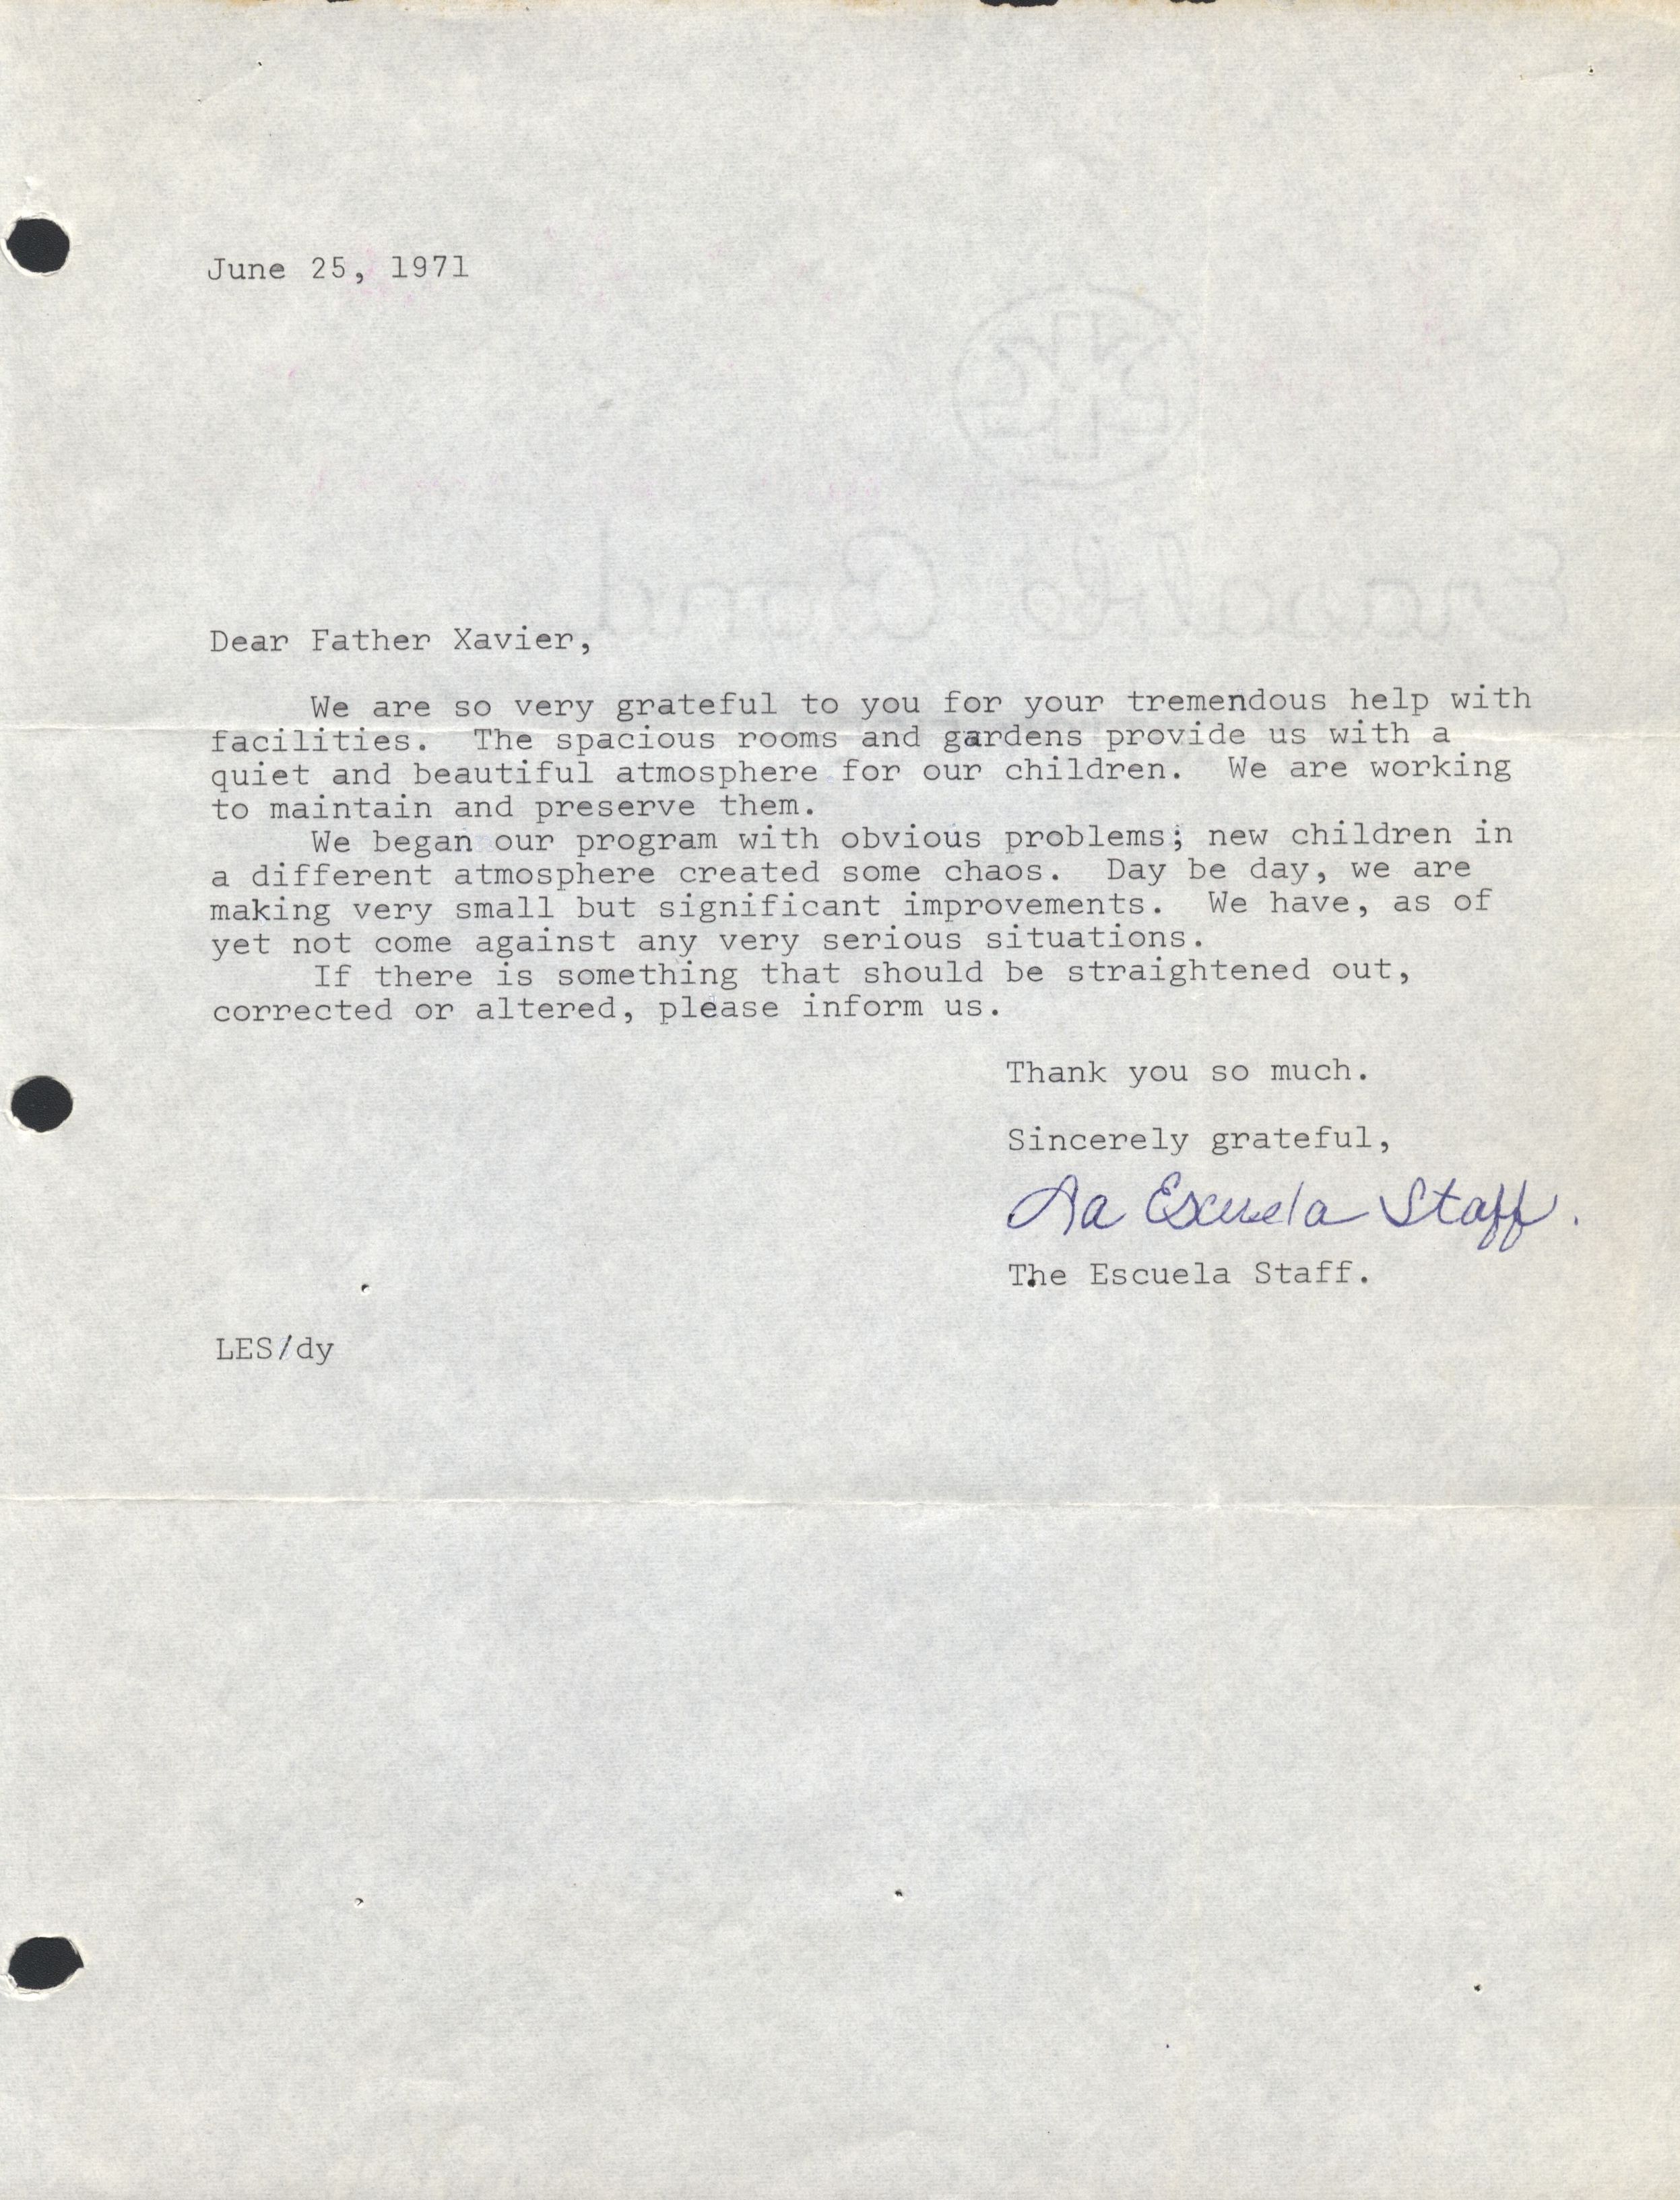 June 25, 1971
Dear Father Xavier,
We are so very grateful to you for your tremendous help with
facilities. The spacious rooms and gardens provide us with a
quiet and beautiful atmosphere for our children. We are working
to maintain and preserve them.
We began our program with obvious problems; new children in
a different atmosphere created some chaos. Day be day, we are
making very small but significant improvements. We have, as of
yet not come against any very serious situations.
If there is something that should be straightened out,
corrected or altered, please inform us.
Thank you so much.
Sincerely grateful,
La Escuela Staff.
The Escuela Staff.
LES/dy